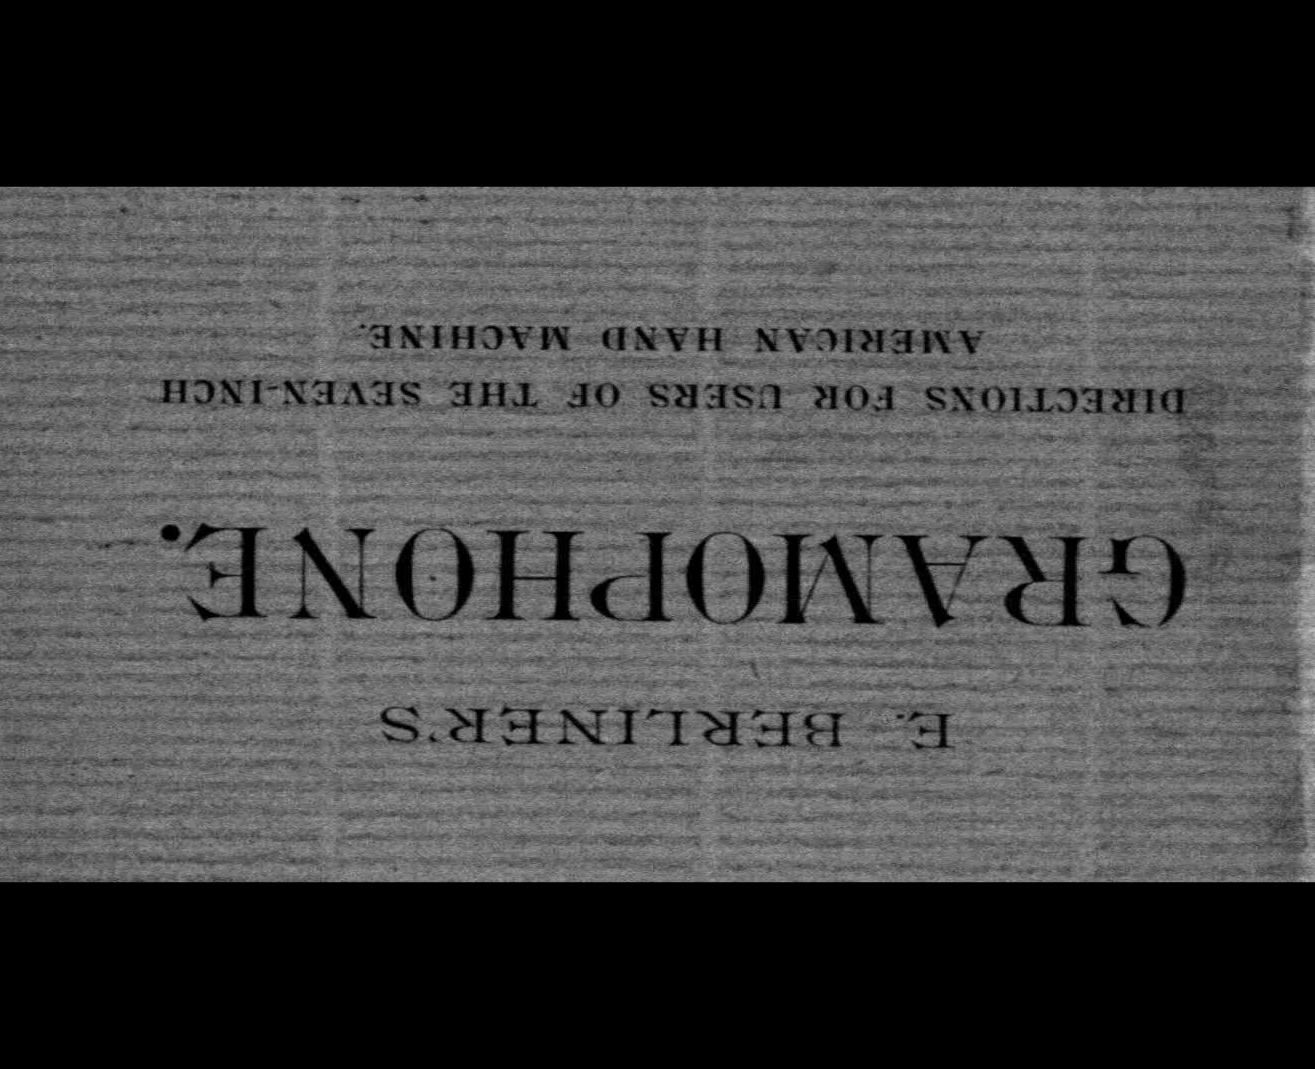 E. BERLINER'S
GRAMOPHONE.
DIRECTIONS FOR USERS OF THE SEVEN-INCH
AMERICAN HAND MACHINE.